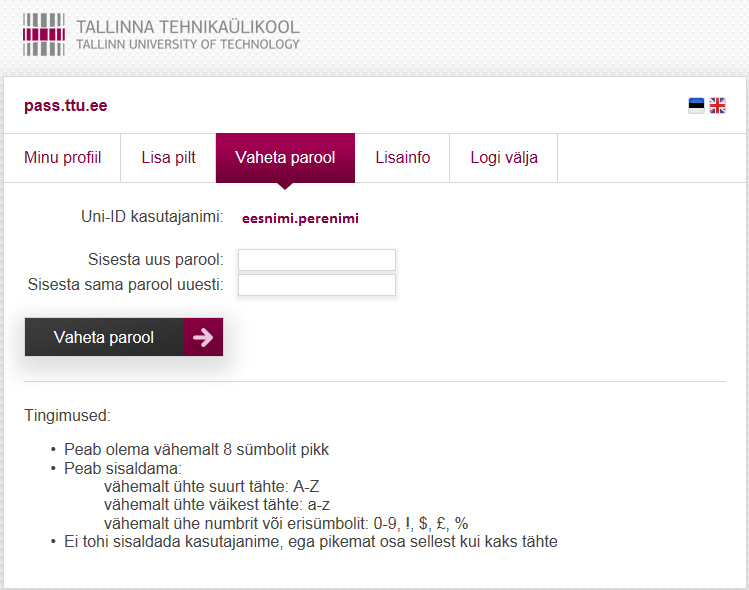 TALLINNA TEHNIKAÜLIKOOL
TALLINN UNIVERSITY OF TECHNOLOGY
pass.ttu.ee
Minu profiil Lisa pilt Vaheta parool Lisainfo Logi välja
Uni-ID kasutajanimi: eesnimi.perenimi
Sisesta uus parool:
Sisesta sama parool uuesti:
Vaheta parool
Tingimused:
• Peab olema vähemalt 8 sümbolit pikk
• Peab sisaldama:
vähemalt ühte suurt tähte: A-Z
vähemalt ühte väikest tähte: a-z
vähemalt ühe numbrit või erisümbolit: 0-9, !, $, £, %
• Ei tohi sisaldada kasutajanime, ega pikemat osa sellest kui kaks tähte